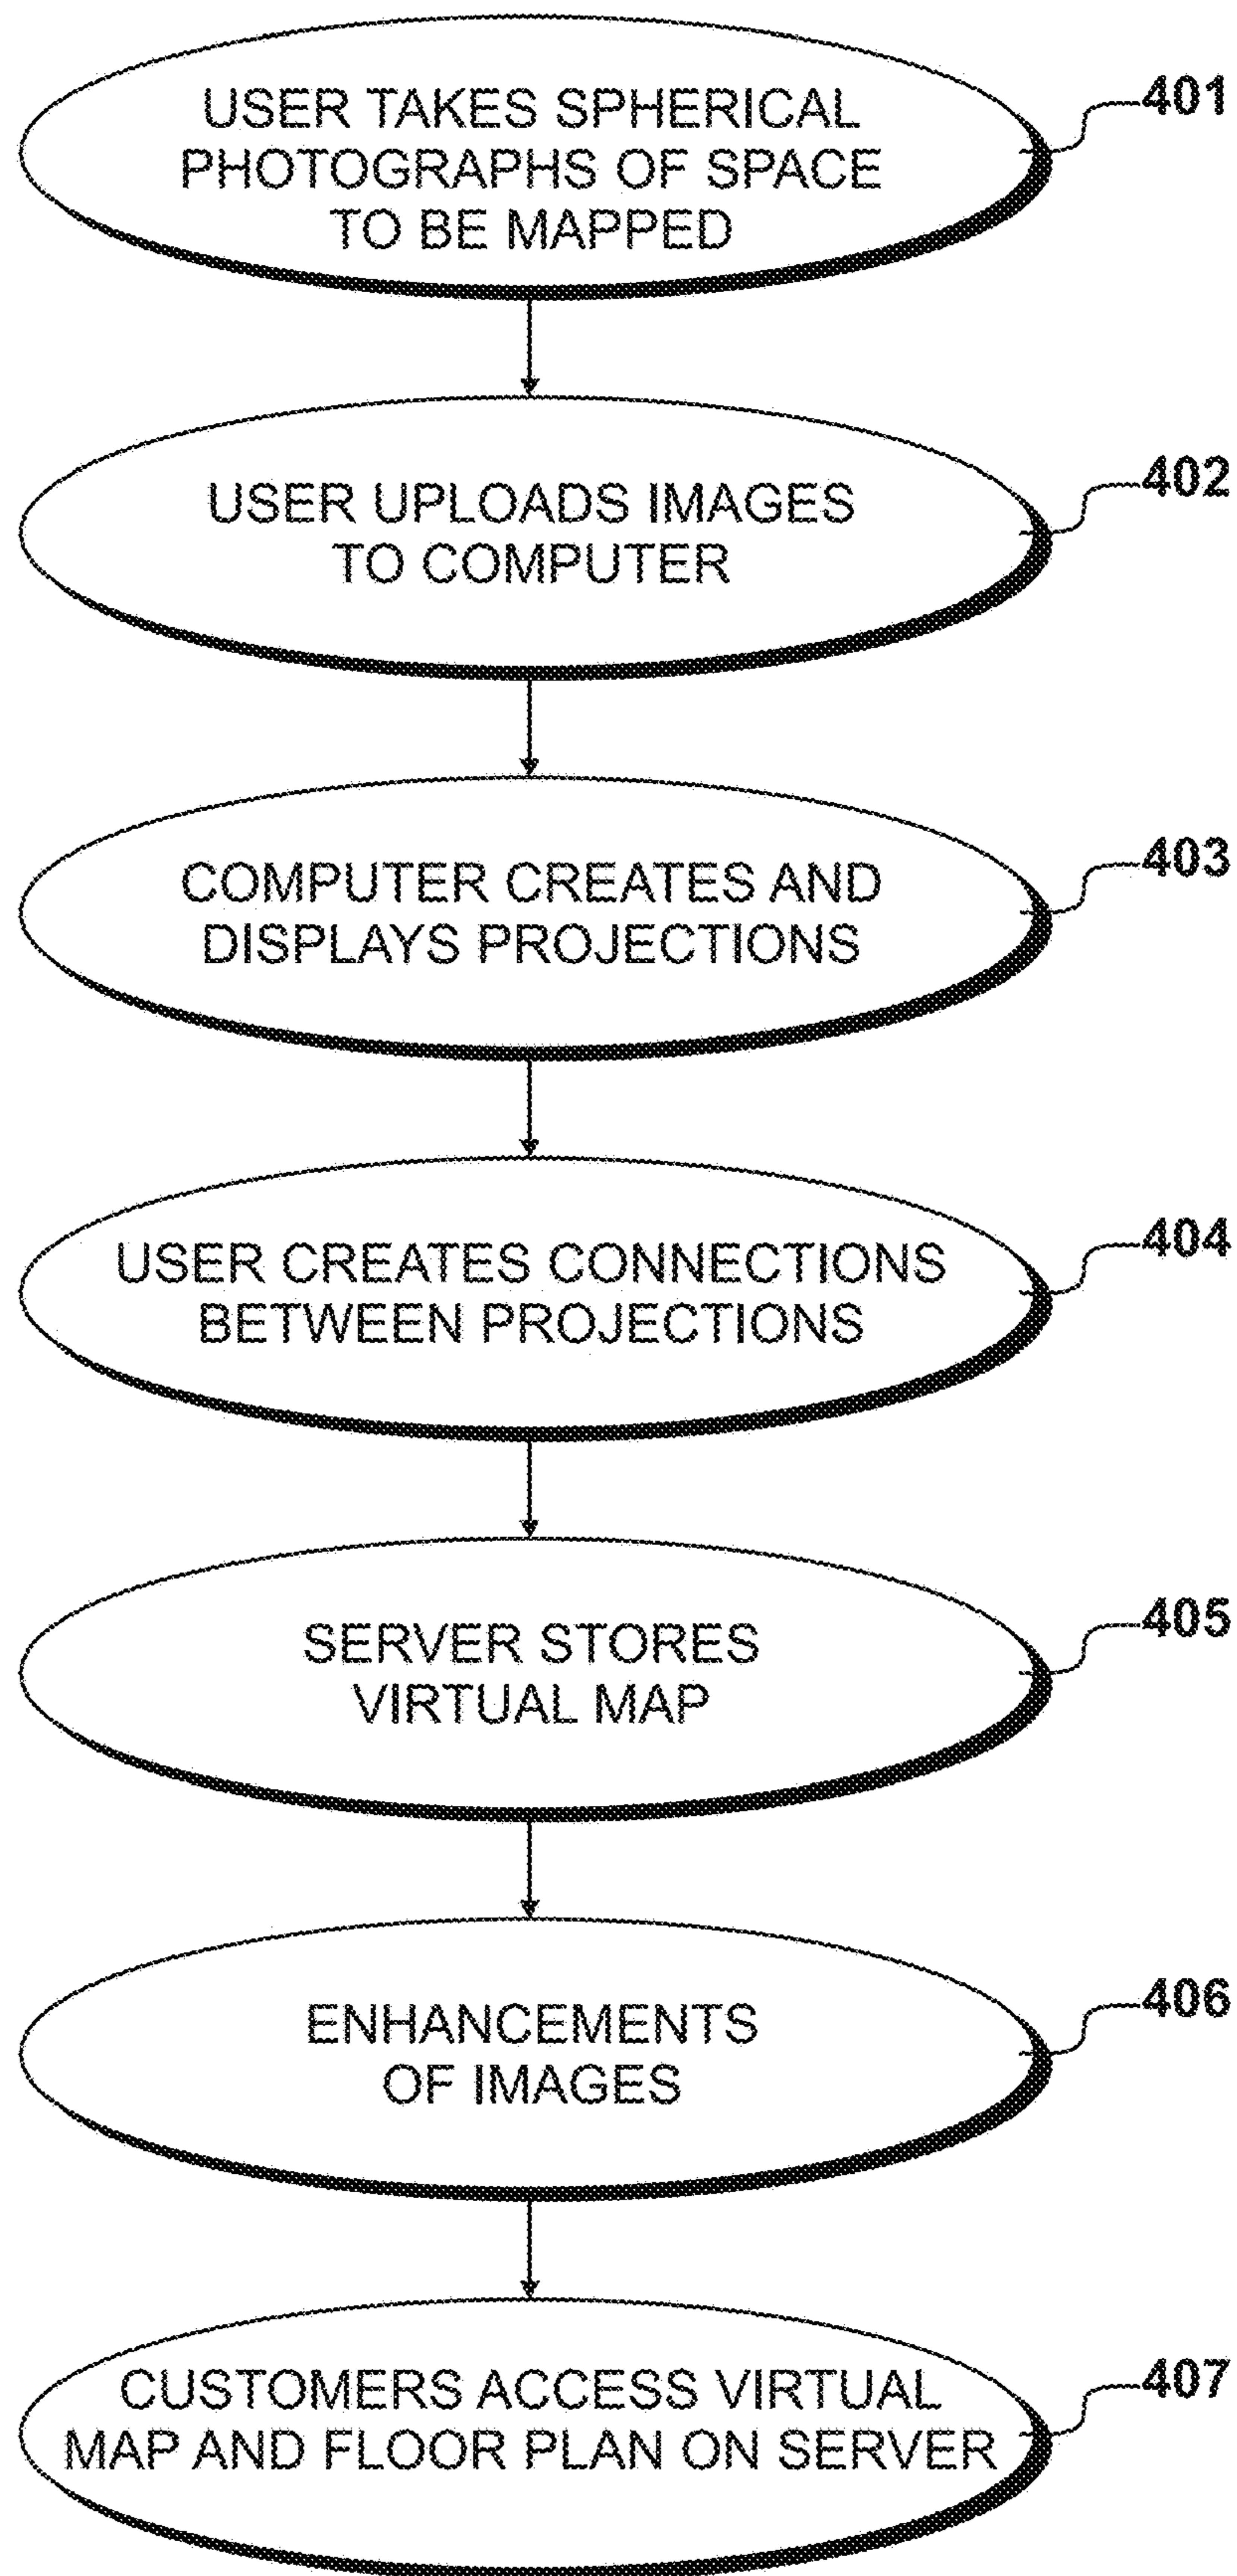 USER TAKES SPHERICAL
PHOTOGRAPHS OF SPACE
TO BE MAPPED
401
USER UPLOADS IMAGES
TO COMPUTER
402
COMPUTER CREATES AND
DISPLAYS PROJECTIONS
403
USER CREATES CONNECTIONS
BETWEEN PROJECTIONS
404
SERVER STORES
VIRTUAL MAP
405
ENHANCEMENTS
OF IMAGES
406
CUSTOMERS ACCESS VIRTUAL
MAP AND FLOOR PLAN ON SERVER
407